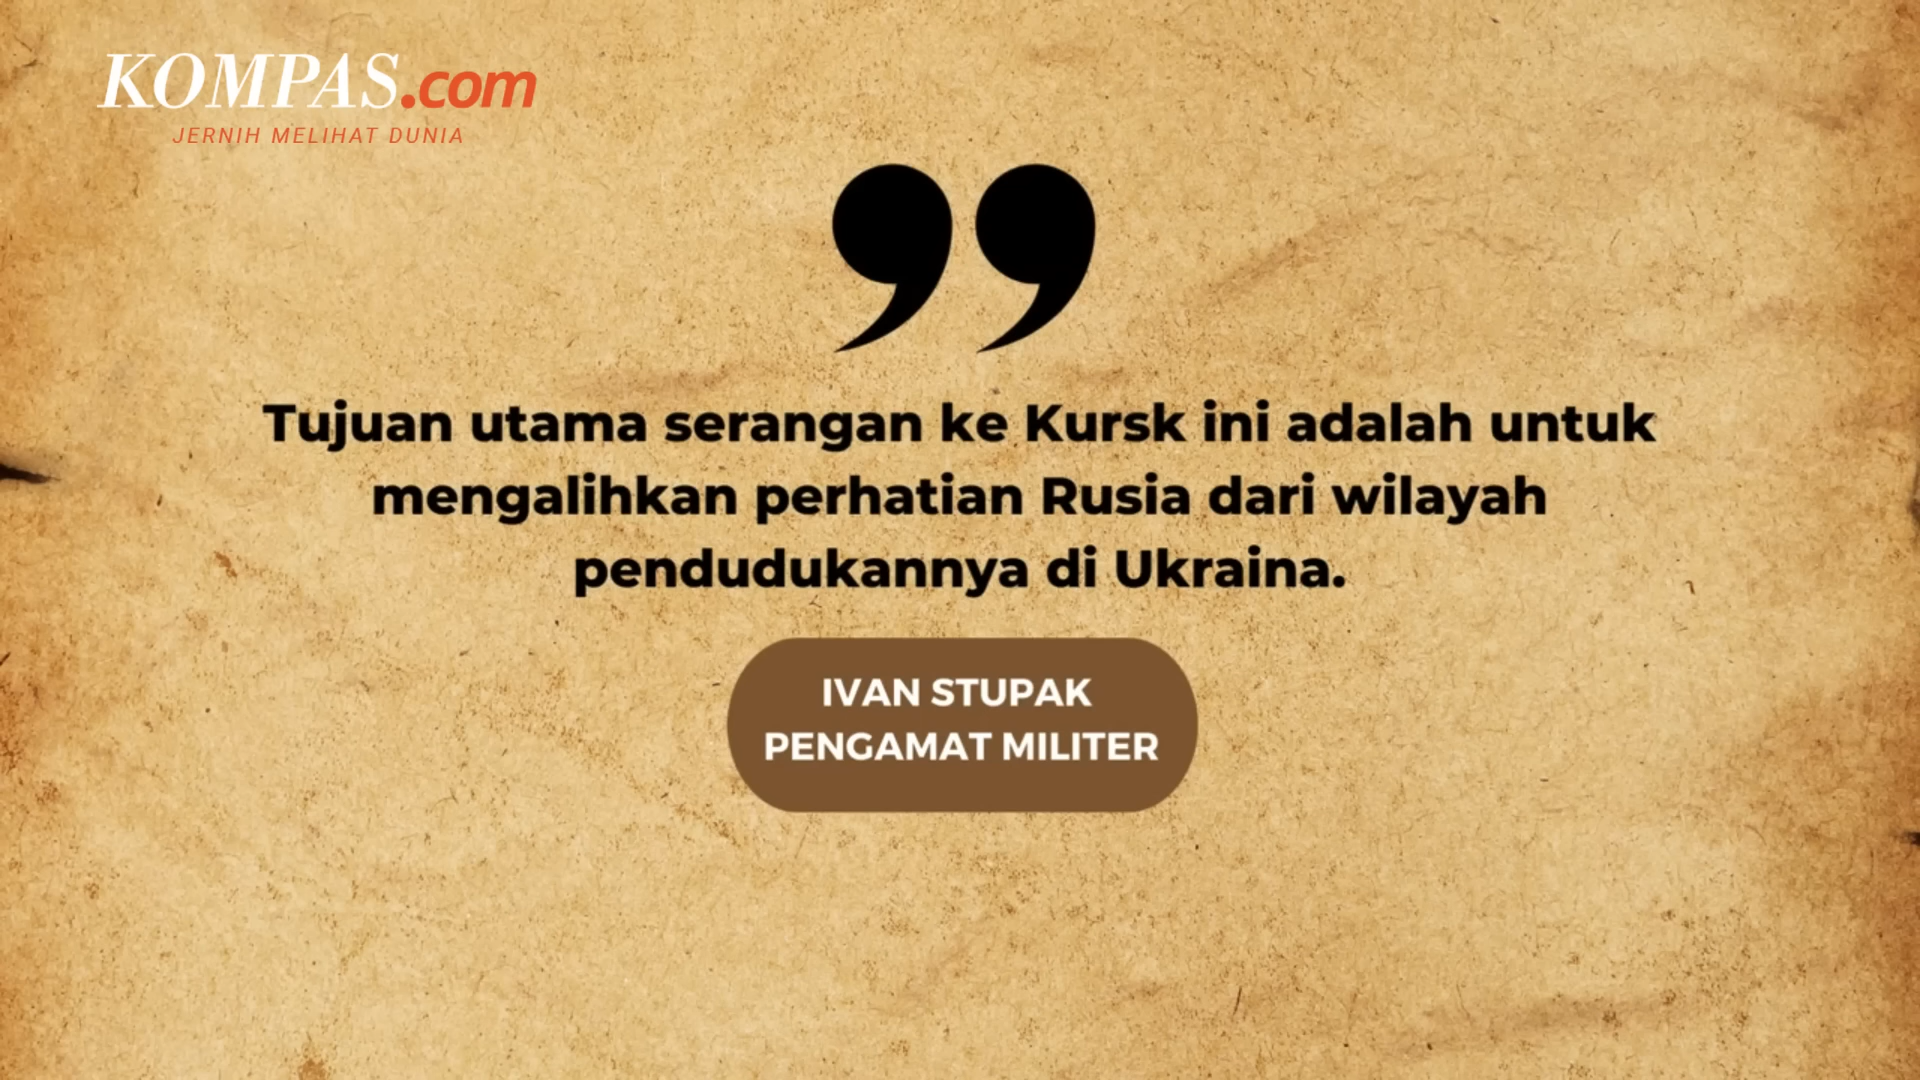 KOMPAS.com
JERNIH MELIHAT DUNIA
”
Tujuan utama serangan ke Kursk ini adalah untuk
mengalihkan perhatian Rusia dari wilayah
pendudukannya di Ukraina.
IVAN STUPAK
PENGAMAT MILITER